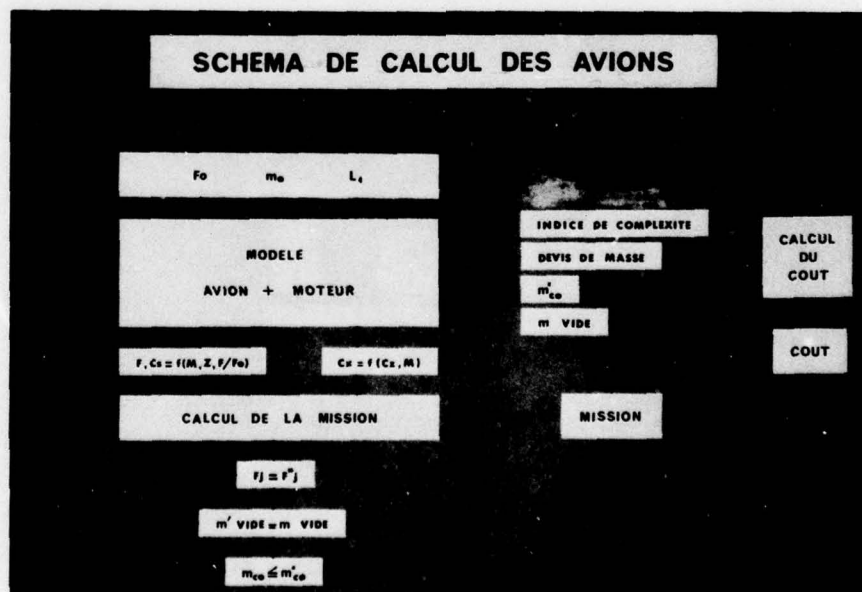 SCHEMA DE CALCUL DES AVIONS
Fo mo L₁
MODELE
AVION + MOTEUR
F, Cs = f(M, Z, F/Fo)
Cx = f(Cz, M)
CALCUL DE LA MISSION
Fj = F"j
m' VIDE = m VIDE
mco ≤ m'co
INDICE DE COMPLEXITE
DEVIS DE MASSE
m'co
m VIDE
MISSION
CALCUL
DU
COUT
COUT